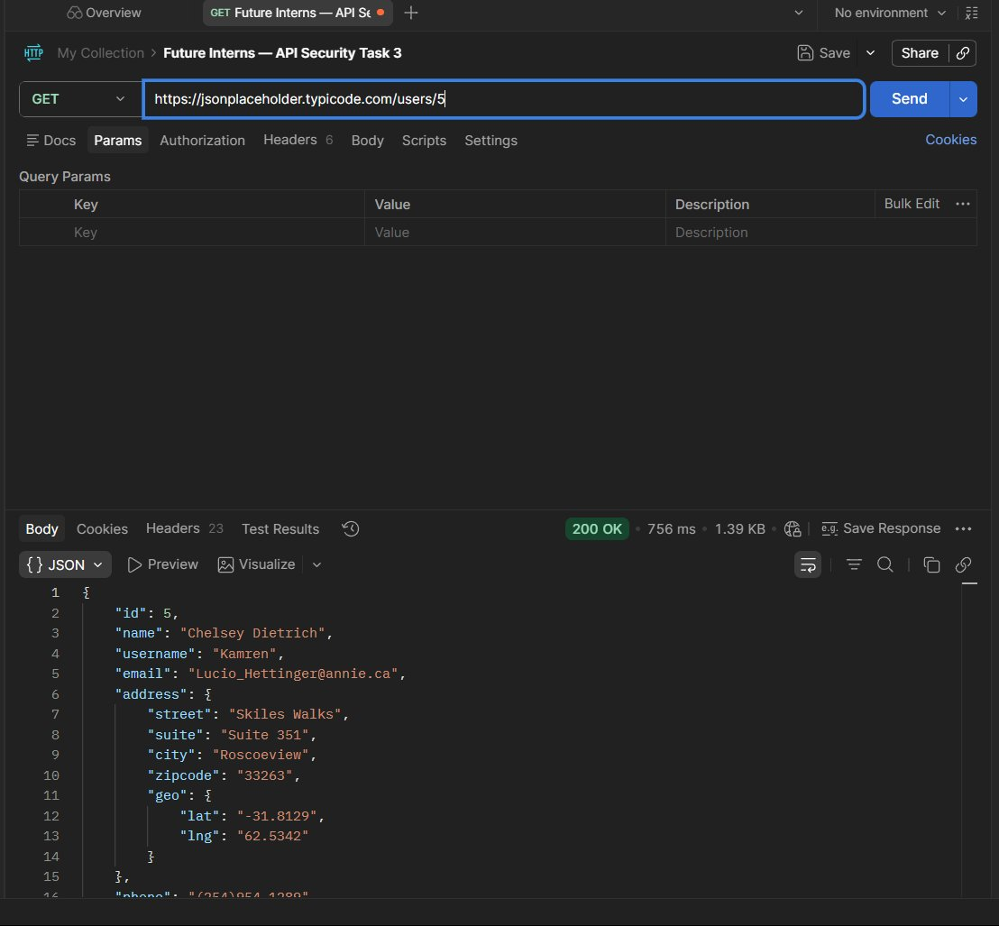 Overview GET Future Interns — API Se No environment
HTTP My Collection > Future Interns — API Security Task 3 Save Share
GET https://jsonplaceholder.typicode.com/users/5 Send
Docs Params Authorization Headers 6 Body Scripts Settings Cookies
Query Params
Key Value Description Bulk Edit
Key Value Description
Body Cookies Headers 23 Test Results 200 OK 756 ms 1.39 KB e.g. Save Response
{} JSON Preview Visualize
1 {
2 "id": 5,
3 "name": "Chelsey Dietrich",
4 "username": "Kamren",
5 "email": "Lucio_Hettinger@annie.ca",
6 "address": {
7 "street": "Skiles Walks",
8 "suite": "Suite 351",
9 "city": "Roscoeview",
10 "zipcode": "33263",
11 "geo": {
12 "lat": "-31.8129",
13 "lng": "62.5342"
14 }
15 },
16 "phone": "(254)954-1289"